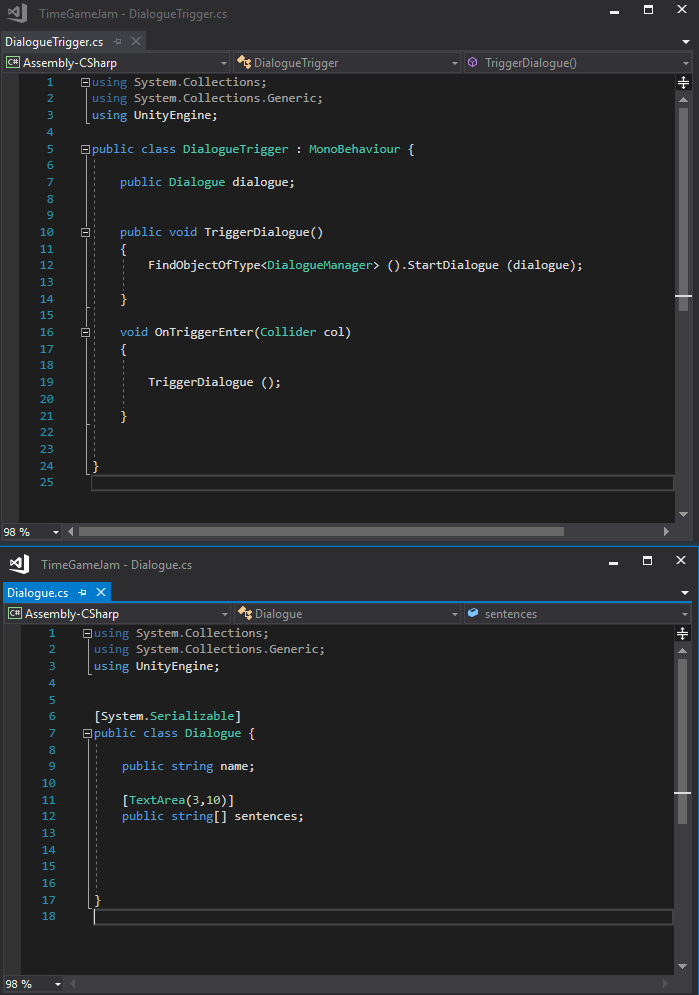 TimeGameJam - DialogueTrigger.cs
DialogueTrigger.cs
C# Assembly-CSharp DialogueTrigger TriggerDialogue()
1 using System.Collections;
2 using System.Collections.Generic;
3 using UnityEngine;
4
5 public class DialogueTrigger : MonoBehaviour {
6
7 public Dialogue dialogue;
8
9
10 public void TriggerDialogue()
11 {
12 FindObjectOfType<DialogueManager> ().StartDialogue (dialogue);
13
14 }
15
16 void OnTriggerEnter(Collider col)
17 {
18
19 TriggerDialogue ();
20
21 }
22
23
24 }
25
98 %
TimeGameJam - Dialogue.cs
Dialogue.cs
C# Assembly-CSharp Dialogue sentences
1 using System.Collections;
2 using System.Collections.Generic;
3 using UnityEngine;
4
5
6 [System.Serializable]
7 public class Dialogue {
8
9 public string name;
10
11 [TextArea(3,10)]
12 public string[] sentences;
13
14
15
16
17 }
18
98 %